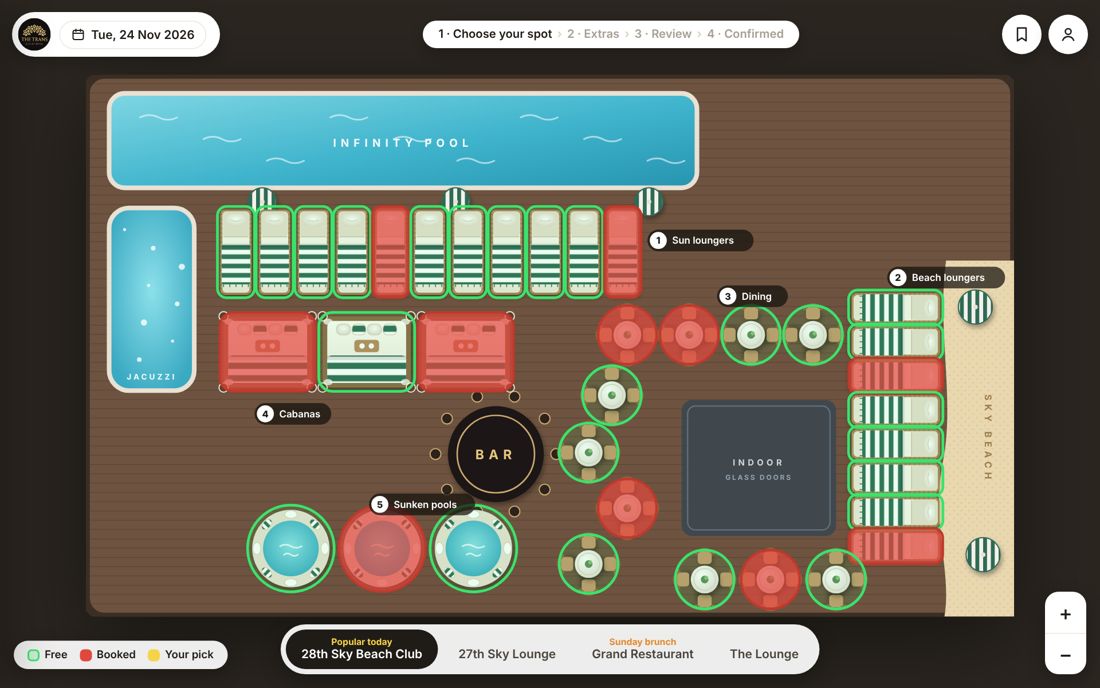 THE TRANS
Tue, 24 Nov 2026
1 · Choose your spot › 2 · Extras › 3 · Review › 4 · Confirmed
INFINITY POOL
1 Sun loungers
2 Beach loungers
3 Dining
JACUZZI
4 Cabanas
BAR
SKY BEACH
INDOOR
GLASS DOORS
5 Sunken pools
Free
Booked
Your pick
Popular today
28th Sky Beach Club
27th Sky Lounge
Sunday brunch
Grand Restaurant
The Lounge
+
−